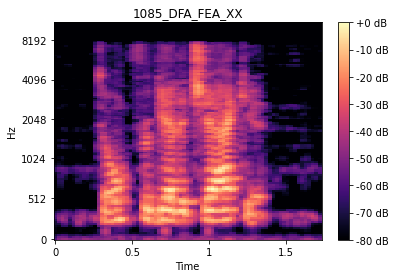 1085_DFA_FEA_XX
+0 dB
8192
-10 dB
4096
-20 dB
-30 dB
2048
-40 dB
Hz
1024
-50 dB
512
-60 dB
-70 dB
0
-80 dB
0
0.5
1
1.5
Time